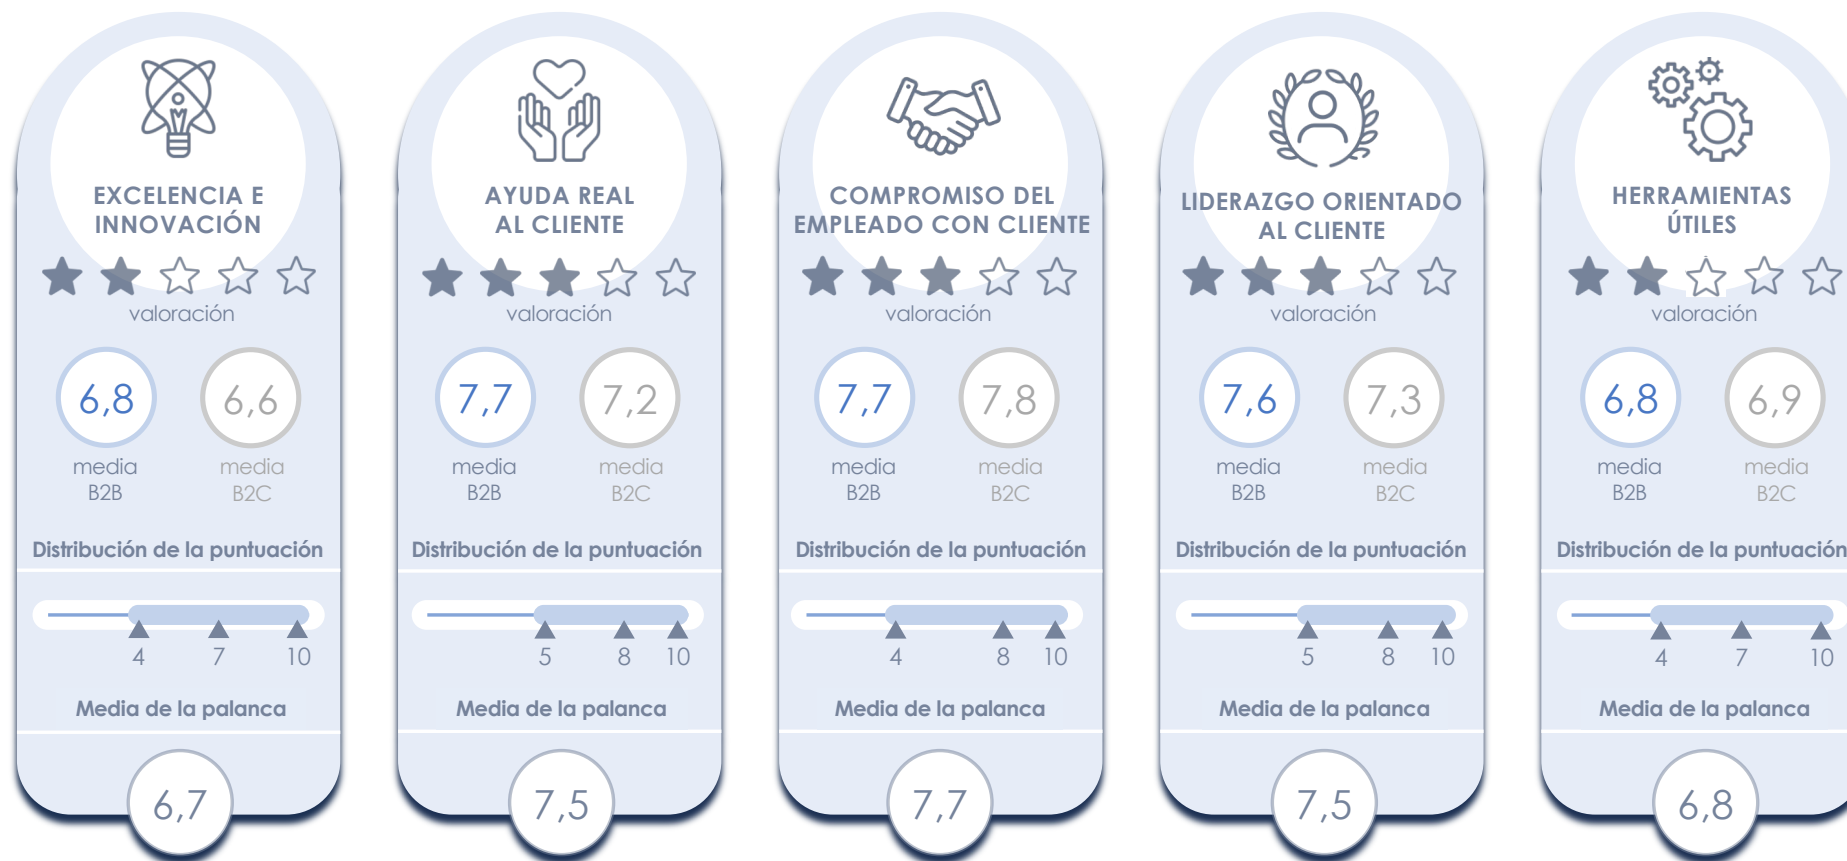 EXCELENCIA E
INNOVACIÓN
valoración
6,8
6,6
media
B2B
media
B2C
Distribución de la puntuación
4
7
10
Media de la palanca
6,7
AYUDA REAL
AL CLIENTE
valoración
7,7
7,2
media
B2B
media
B2C
Distribución de la puntuación
5
8
10
Media de la palanca
7,5
COMPROMISO DEL
EMPLEADO CON CLIENTE
valoración
7,7
7,8
media
B2B
media
B2C
Distribución de la puntuación
4
8
10
Media de la palanca
7,7
LIDERAZGO ORIENTADO
AL CLIENTE
valoración
7,6
7,3
media
B2B
media
B2C
Distribución de la puntuación
5
8
10
Media de la palanca
7,5
HERRAMIENTAS
ÚTILES
valoración
6,8
6,9
media
B2B
media
B2C
Distribución de la puntuación
4
7
10
Media de la palanca
6,8